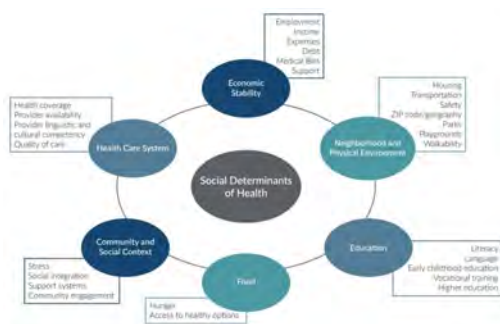 Employment
Income
Expenses
Debt
Medical Bills
Support
Economic
Stability
Housing
Transportation
Safety
ZIP code/geography
Parks
Playgrounds
Walkability
Neighborhood and
Physical Environment
Health coverage
Provider availability
Provider linguistic and
cultural competency
Quality of care
Health Care System
Social Determinants
of Health
Community and
Social Context
Stress
Social integration
Support systems
Community engagement
Food
Hunger
Access to healthy options
Education
Literacy
Language
Early childhood education
Vocational training
Higher education